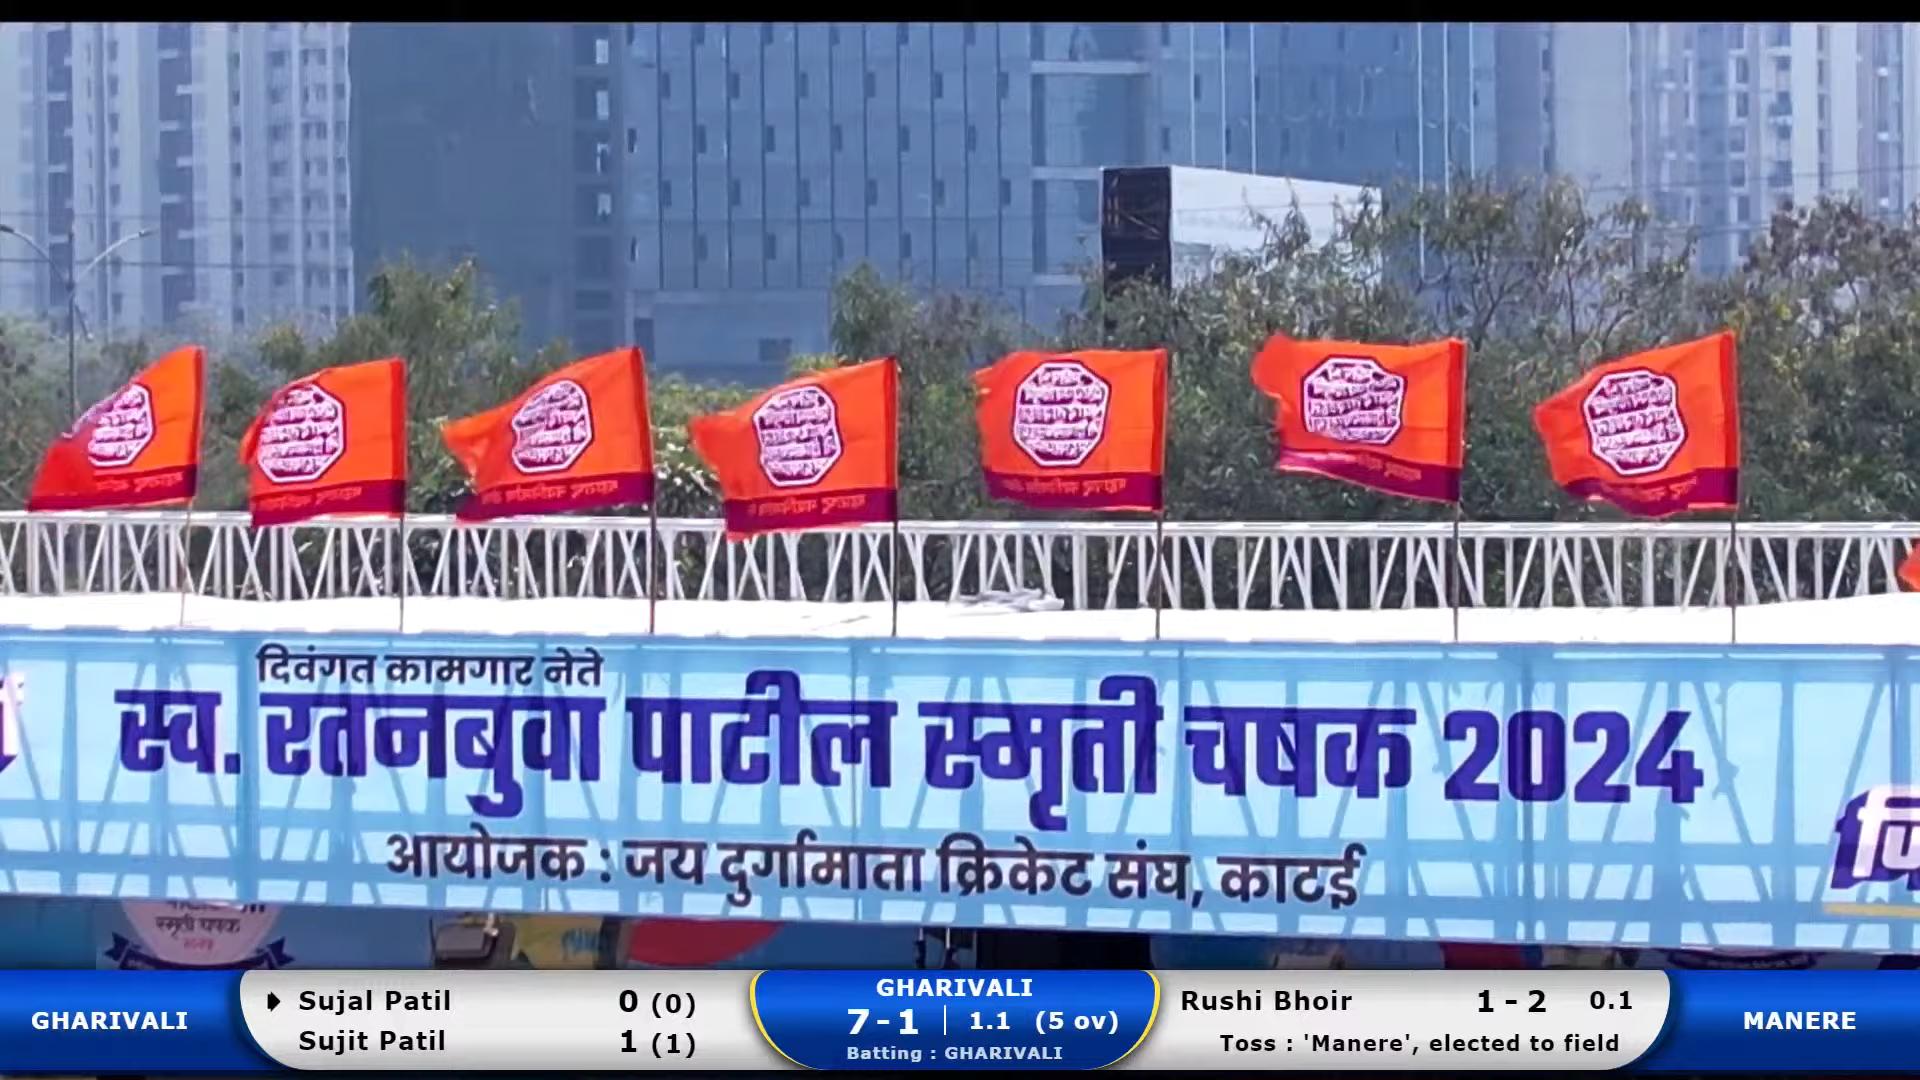 दिवंगत कामगार नेते
स्व. रतनबुवा पाटील स्मृती चषक 2024
आयोजक : जय दुर्गामाता क्रिकेट संघ, काटई
स्मृती चषक
GHARIVALI
Sujal Patil 0 (0)
Sujit Patil 1 (1)
GHARIVALI
7-1 | 1.1 (5 ov)
Batting : GHARIVALI
Rushi Bhoir 1 - 2 0.1
Toss : 'Manere', elected to field
MANERE